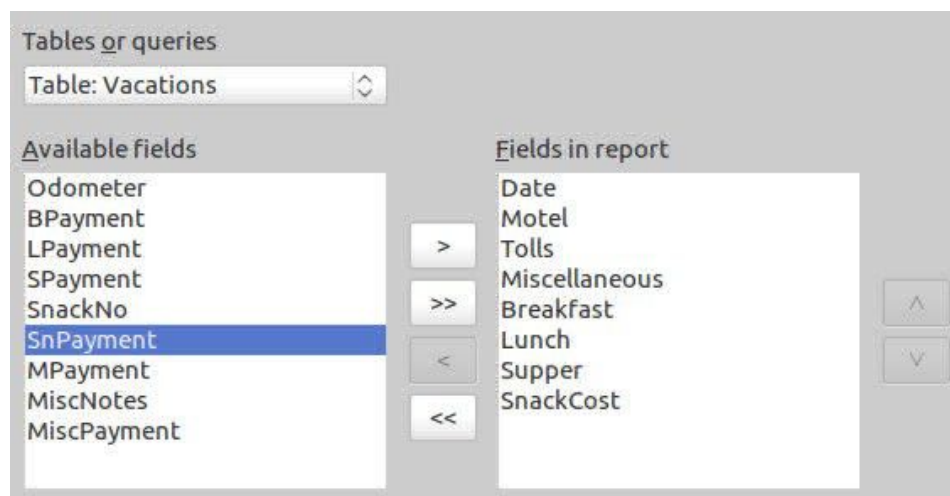 Tables or queries
Table: Vacations
Available fields
Odometer
BPayment
LPayment
SPayment
SnackNo
SnPayment
MPayment
MiscNotes
MiscPayment
>
>>
<
<<
Fields in report
Date
Motel
Tolls
Miscellaneous
Breakfast
Lunch
Supper
SnackCost